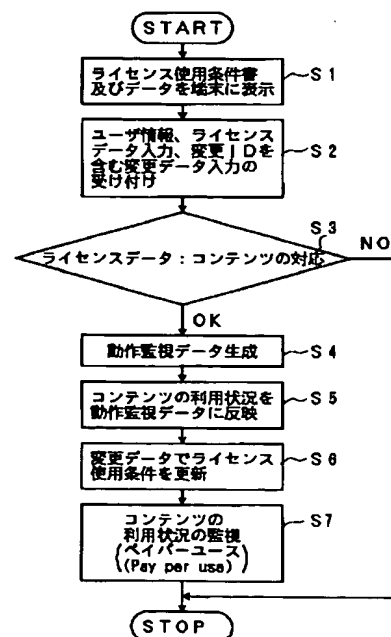 START
ライセンス使用条件書
及びデータを端末に表示
S1
ユーザ情報、ライセンス
データ入力、変更IDを
含む変更データ入力の
受け付け
S2
S3
ライセンスデータ:コンテンツの対応
NO
OK
動作監視データ生成
S4
コンテンツの利用状況を
動作監視データに反映
S5
変更データでライセンス
使用条件を更新
S6
コンテンツの
利用状況の監視
(ペイパーユース)
((Pay per use))
S7
STOP